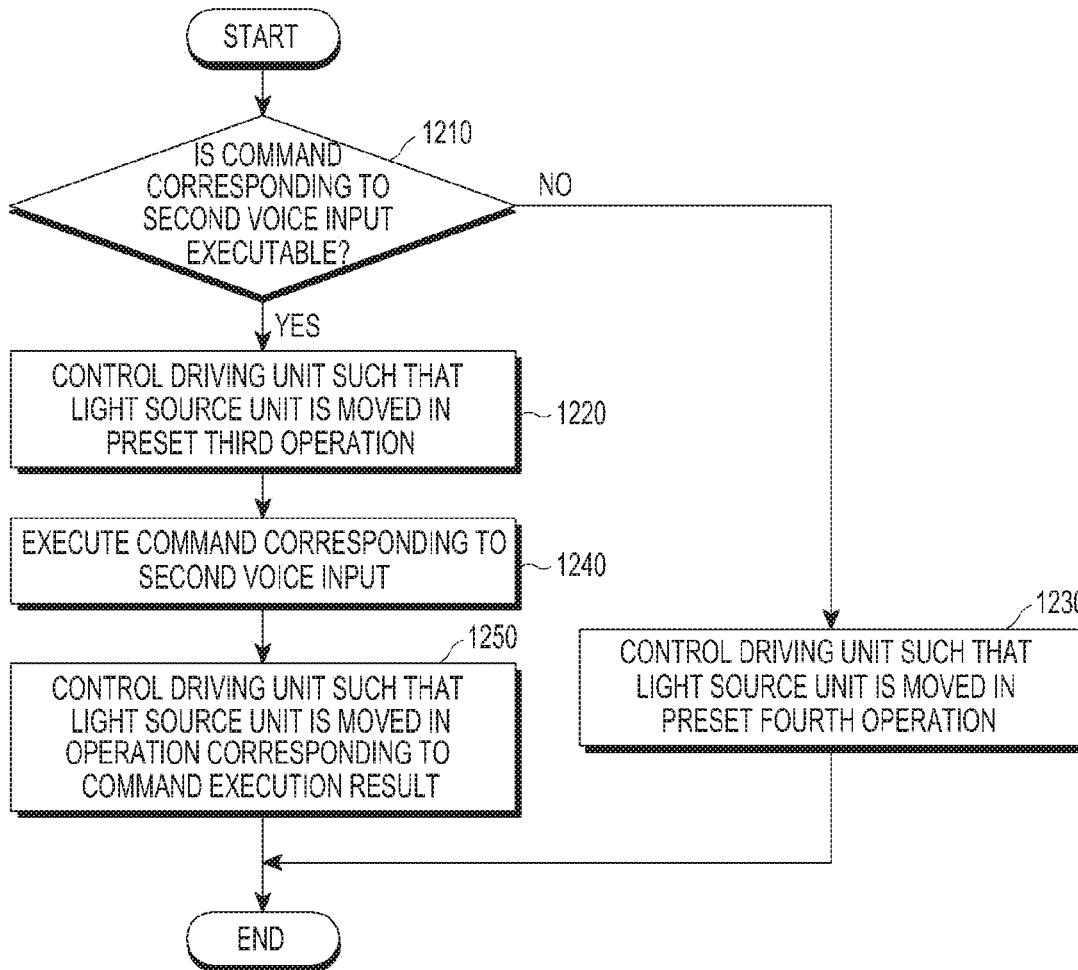 START
1210
IS COMMAND
CORRESPONDING TO
SECOND VOICE INPUT
EXECUTABLE?
NO
YES
CONTROL DRIVING UNIT SUCH THAT
LIGHT SOURCE UNIT IS MOVED IN
PRESET THIRD OPERATION
1220
EXECUTE COMMAND CORRESPONDING TO
SECOND VOICE INPUT
1240
1250
CONTROL DRIVING UNIT SUCH THAT
LIGHT SOURCE UNIT IS MOVED IN
OPERATION CORRESPONDING TO
COMMAND EXECUTION RESULT
1230
CONTROL DRIVING UNIT SUCH THAT
LIGHT SOURCE UNIT IS MOVED IN
PRESET FOURTH OPERATION
END